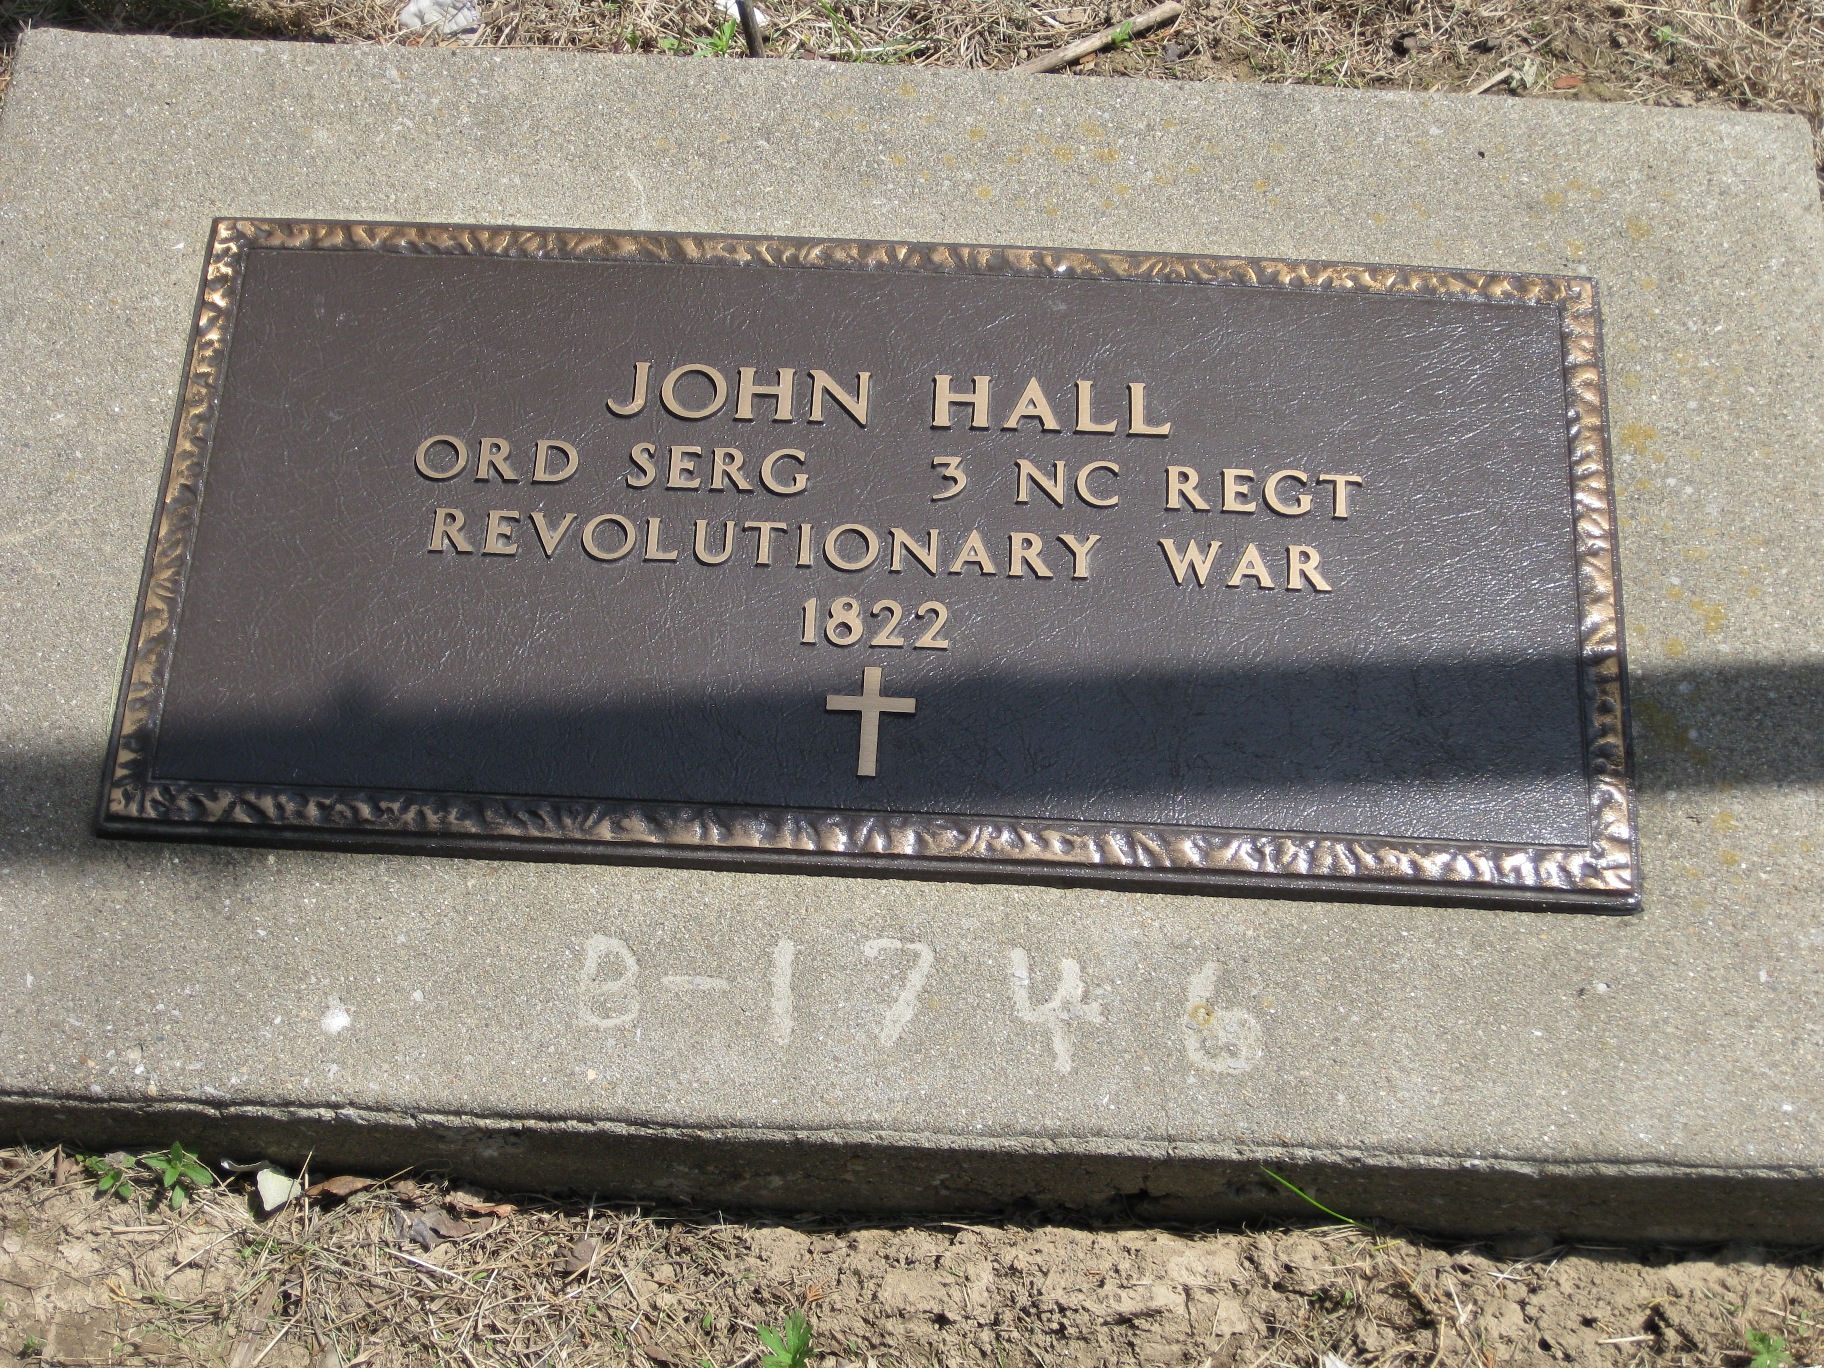 JOHN HALL
ORD SERG 3 NC REGT
REVOLUTIONARY WAR
1822
B-1746